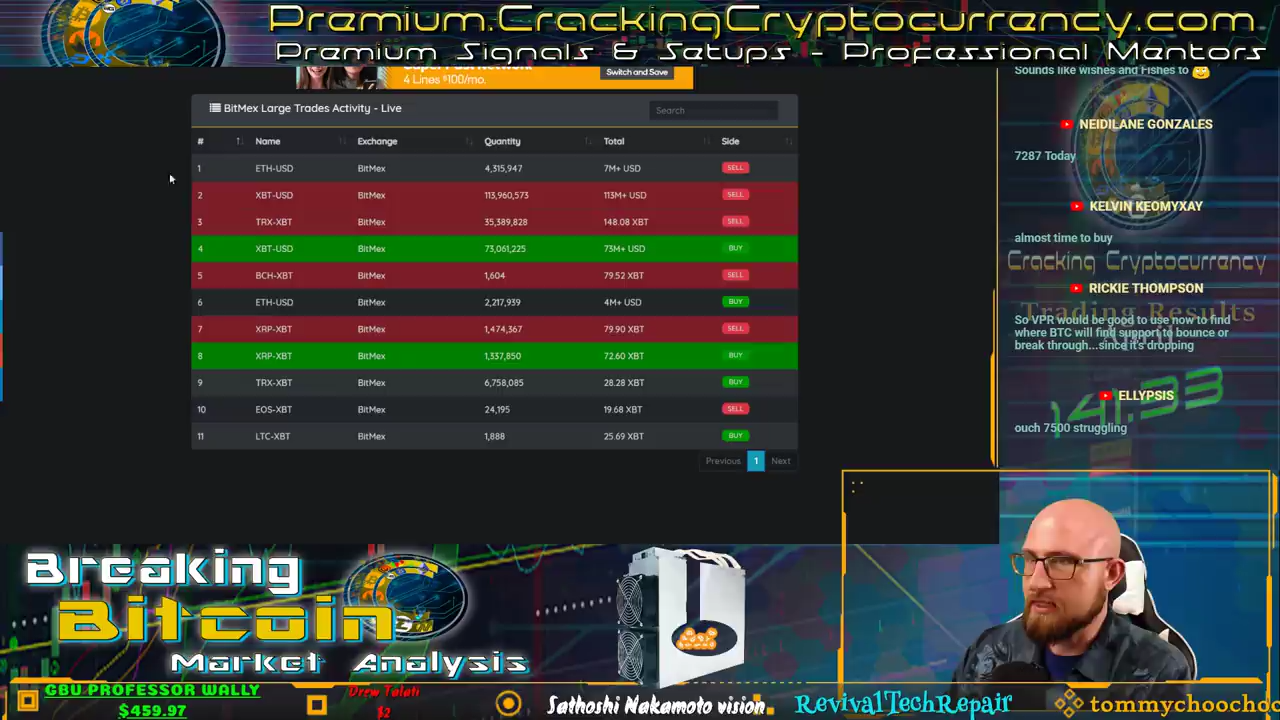 Premium.CrackingCryptocurrency.com
Premium Signals & Setups - Professional Mentors
4 Lines $100/mo.
Switch and Save
BitMex Large Trades Activity - Live
Search
# Name Exchange Quantity Total Side
1 ETH-USD BitMex 4,315,947 7M+ USD SELL
2 XBT-USD BitMex 113,960,573 113M+ USD SELL
3 TRX-XBT BitMex 35,389,828 148.08 XBT SELL
4 XBT-USD BitMex 73,061,225 73M+ USD BUY
5 BCH-XBT BitMex 1,604 79.52 XBT SELL
6 ETH-USD BitMex 2,217,939 4M+ USD BUY
7 XRP-XBT BitMex 1,474,367 79.90 XBT SELL
8 XRP-XBT BitMex 1,337,850 72.60 XBT BUY
9 TRX-XBT BitMex 6,758,085 28.28 XBT BUY
10 EOS-XBT BitMex 24,195 19.68 XBT SELL
11 LTC-XBT BitMex 1,888 25.69 XBT BUY
Previous 1 Next
Sounds like wishes and Fishes to
NEIDILANE GONZALES
7287 Today
KELVIN KEOMYXAY
almost time to buy
Cracking Cryptocurrency
RICKIE THOMPSON
Trading Results
So VPR would be good to use now to find
where BTC will find support to bounce or
break through...since it's dropping
141.33
ELLYPSIS
ouch 7500 struggling
Breaking
Bitcoin
Market Analysis
GBU PROFESSOR WALLY
$459.97
Drew Talati
$2
Sathoshi Nakamoto vision
RevivalTechRepair
tommychoochoo